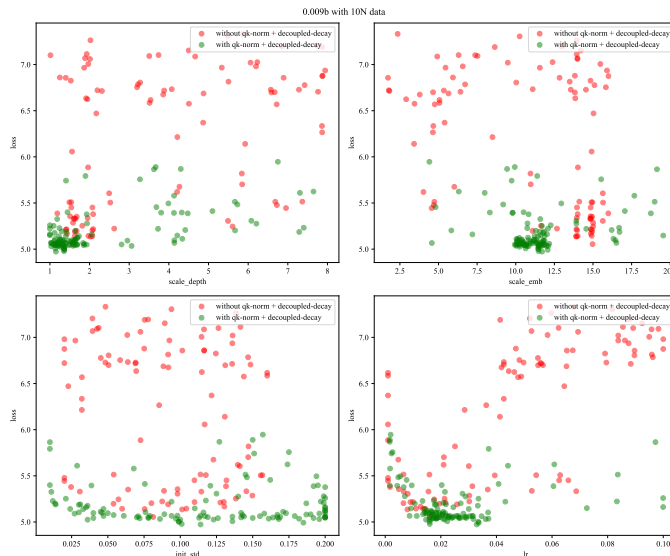 0.009b with 10N data
without qk-norm + decoupled-decay
with qk-norm + decoupled-decay
loss
7.0
6.5
6.0
5.5
5.0
1 2 3 4 5 6 7 8
scale_depth
without qk-norm + decoupled-decay
with qk-norm + decoupled-decay
loss
7.0
6.5
6.0
5.5
5.0
2.5 5.0 7.5 10.0 12.5 15.0 17.5 20.0
scale_emb
without qk-norm + decoupled-decay
with qk-norm + decoupled-decay
loss
7.0
6.5
6.0
5.5
5.0
0.025 0.050 0.075 0.100 0.125 0.150 0.175 0.200
init_std
without qk-norm + decoupled-decay
with qk-norm + decoupled-decay
loss
7.0
6.5
6.0
5.5
5.0
0.00 0.02 0.04 0.06 0.08 0.10
lr